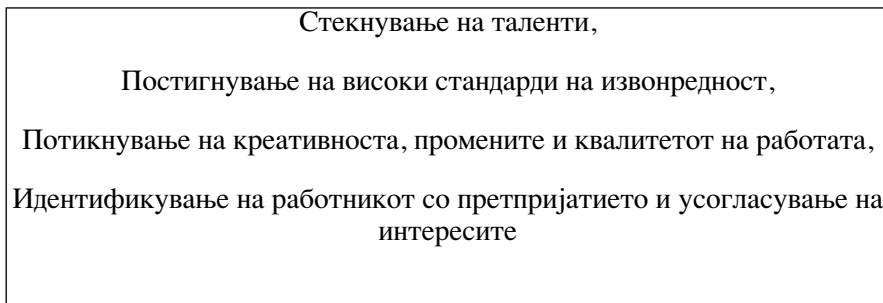 Стекнување на таленти,
Постигнување на високи стандарди на извонредност,
Потикнување на креативноста, промените и квалитетот на работата,
Идентификување на работникот со претпријатието и усогласување на
интересите